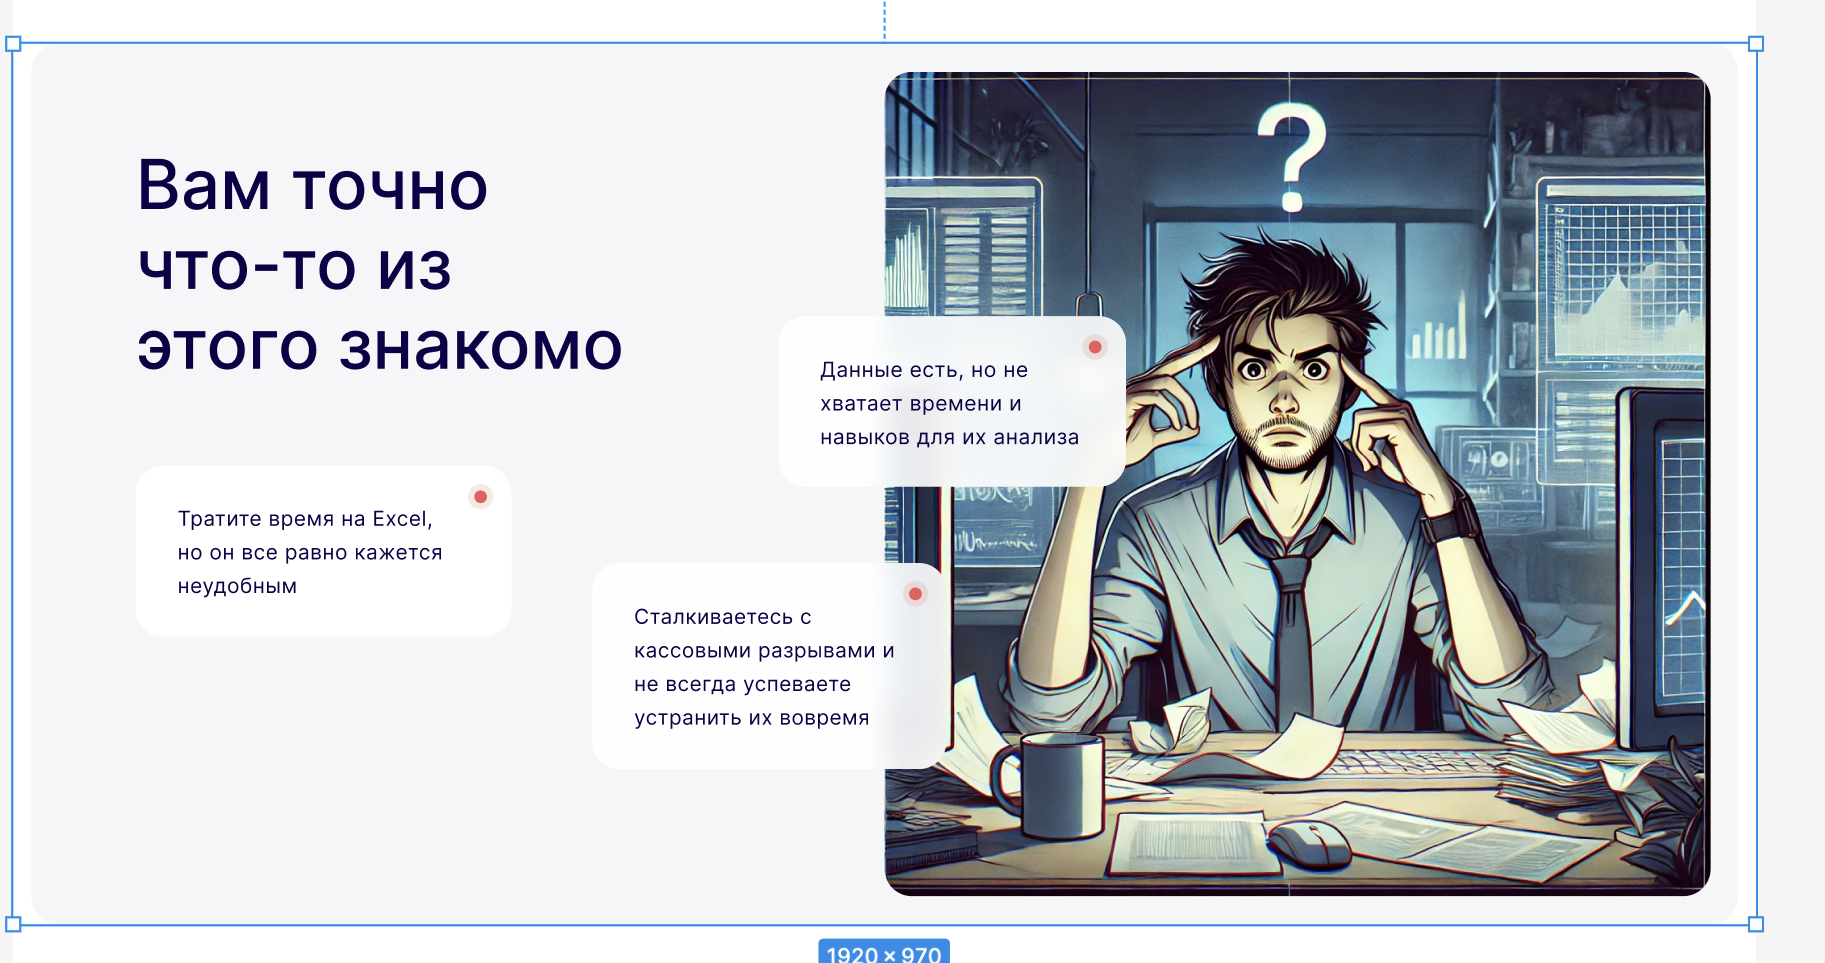 Вам точно
что-то из
этого знакомо
?
Данные есть, но не
хватает времени и
навыков для их анализа
Тратите время на Excel,
но он все равно кажется
неудобным
Сталкиваетесь с
кассовыми разрывами и
не всегда успеваете
устранить их вовремя
1920 × 970